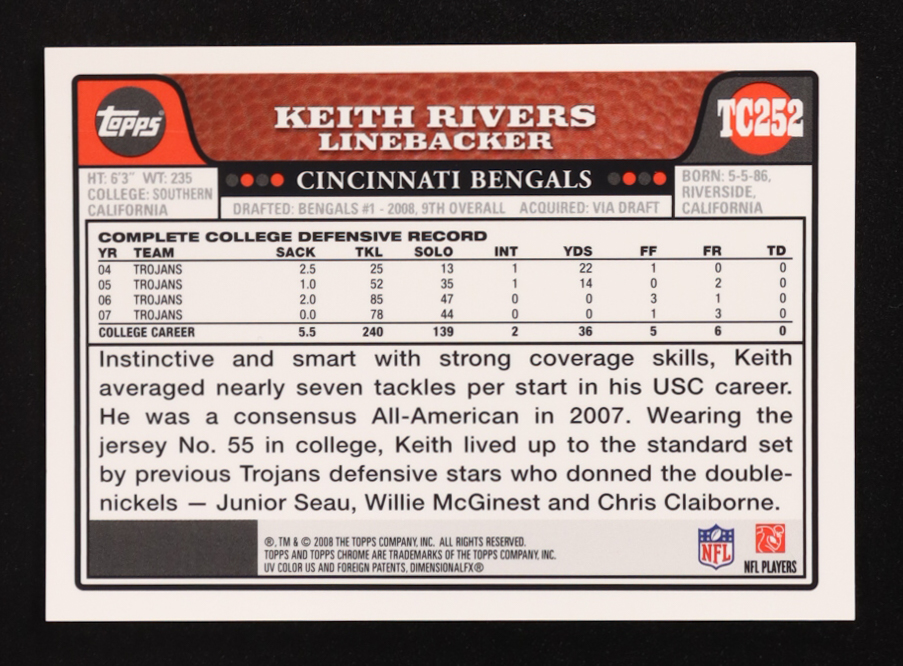 Topps
KEITH RIVERS
LINEBACKER
TC252
HT: 6'3" WT: 235
COLLEGE: SOUTHERN
CALIFORNIA
CINCINNATI BENGALS
DRAFTED: BENGALS #1 - 2008, 9TH OVERALL ACQUIRED: VIA DRAFT
BORN: 5-5-86,
RIVERSIDE,
CALIFORNIA
COMPLETE COLLEGE DEFENSIVE RECORD
YR TEAM SACK TKL SOLO INT YDS FF FR TD
04 TROJANS 2.5 25 13 1 22 1 0 0
05 TROJANS 1.0 52 35 1 14 0 2 0
06 TROJANS 2.0 85 47 0 0 3 1 0
07 TROJANS 0.0 78 44 0 0 1 3 0
COLLEGE CAREER 5.5 240 139 2 36 5 6 0
Instinctive and smart with strong coverage skills, Keith
averaged nearly seven tackles per start in his USC career.
He was a consensus All-American in 2007. Wearing the
jersey No. 55 in college, Keith lived up to the standard set
by previous Trojans defensive stars who donned the double-
nickels — Junior Seau, Willie McGinest and Chris Claiborne.
®, TM & © 2008 THE TOPPS COMPANY, INC. ALL RIGHTS RESERVED.
TOPPS AND TOPPS CHROME ARE TRADEMARKS OF THE TOPPS COMPANY, INC.
UV COLOR US AND FOREIGN PATENTS, DIMENSIONALFX®
NFL
NFL PLAYERS